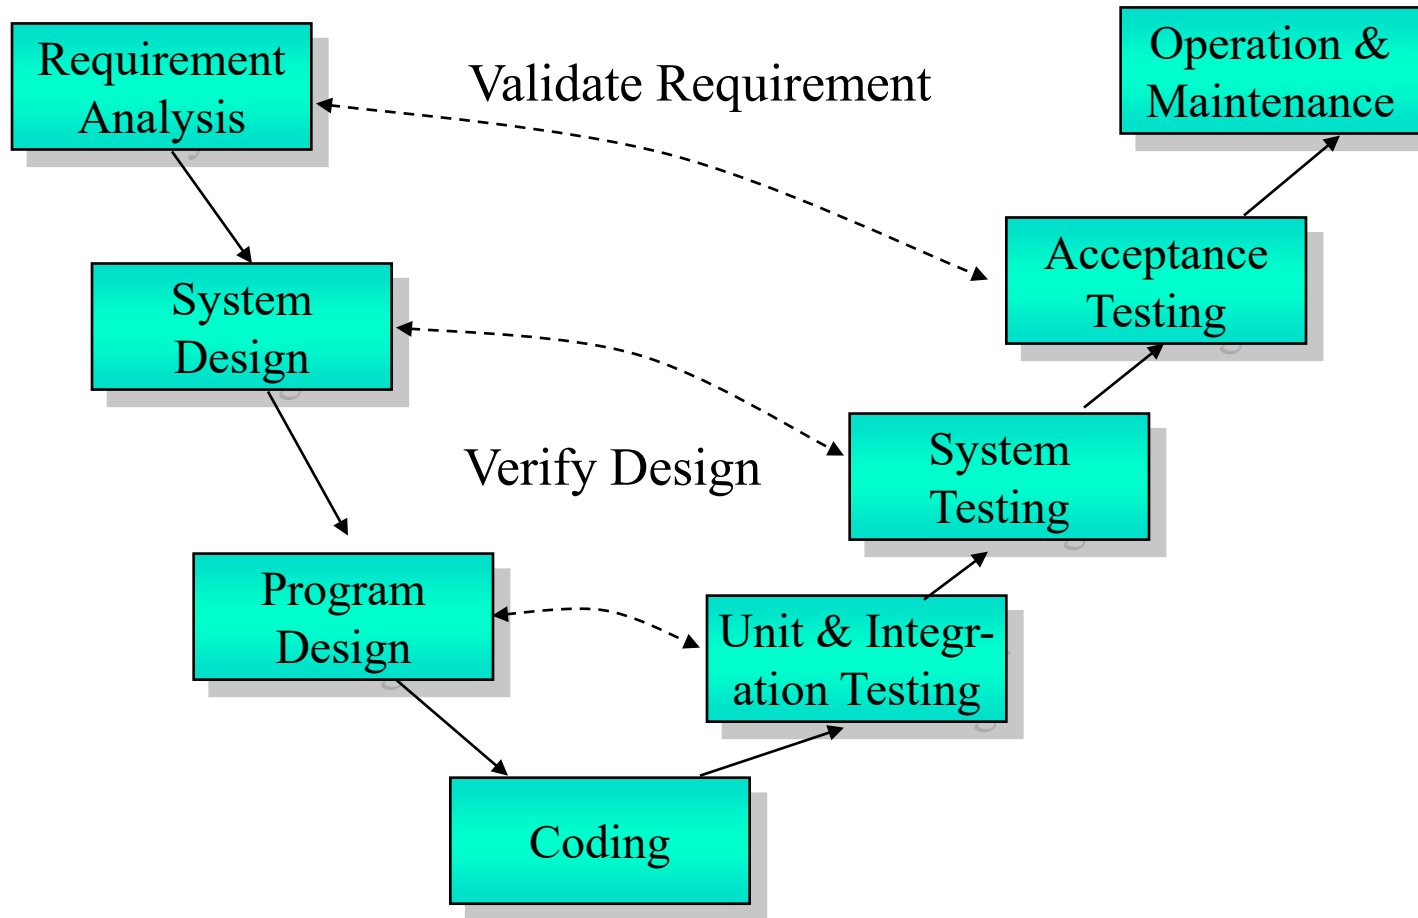 Requirement
Analysis
Validate Requirement
Operation &
Maintenance
System
Design
Acceptance
Testing
Verify Design
System
Testing
Program
Design
Unit & Integr-
ation Testing
Coding